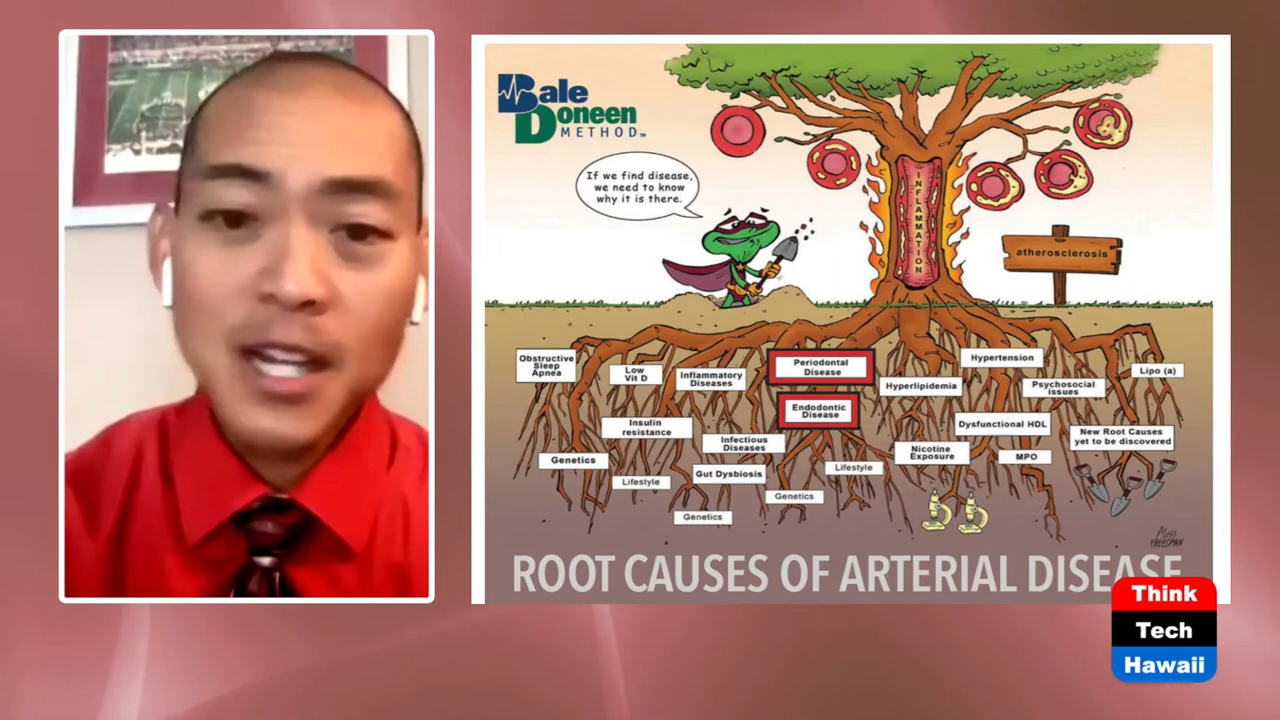 Bale
Doneen
METHOD™
If we find disease,
we need to know
why it is there.
INFLAMMATION
atherosclerosis
Obstructive
Sleep
Apnea
Low
Vit D
Inflammatory
Diseases
Periodontal
Disease
Hypertension
Lipo (a)
Hyperlipidemia
Psychosocial
issues
Endodontic
Disease
Insulin
resistance
Infectious
Diseases
Dysfunctional HDL
New Root Causes
yet to be discovered
Genetics
Lifestyle
Gut Dysbiosis
Lifestyle
Nicotine
Exposure
MPO
Genetics
Genetics
FREEDMAN
ROOT CAUSES OF ARTERIAL DISEASE
Think
Tech
Hawaii